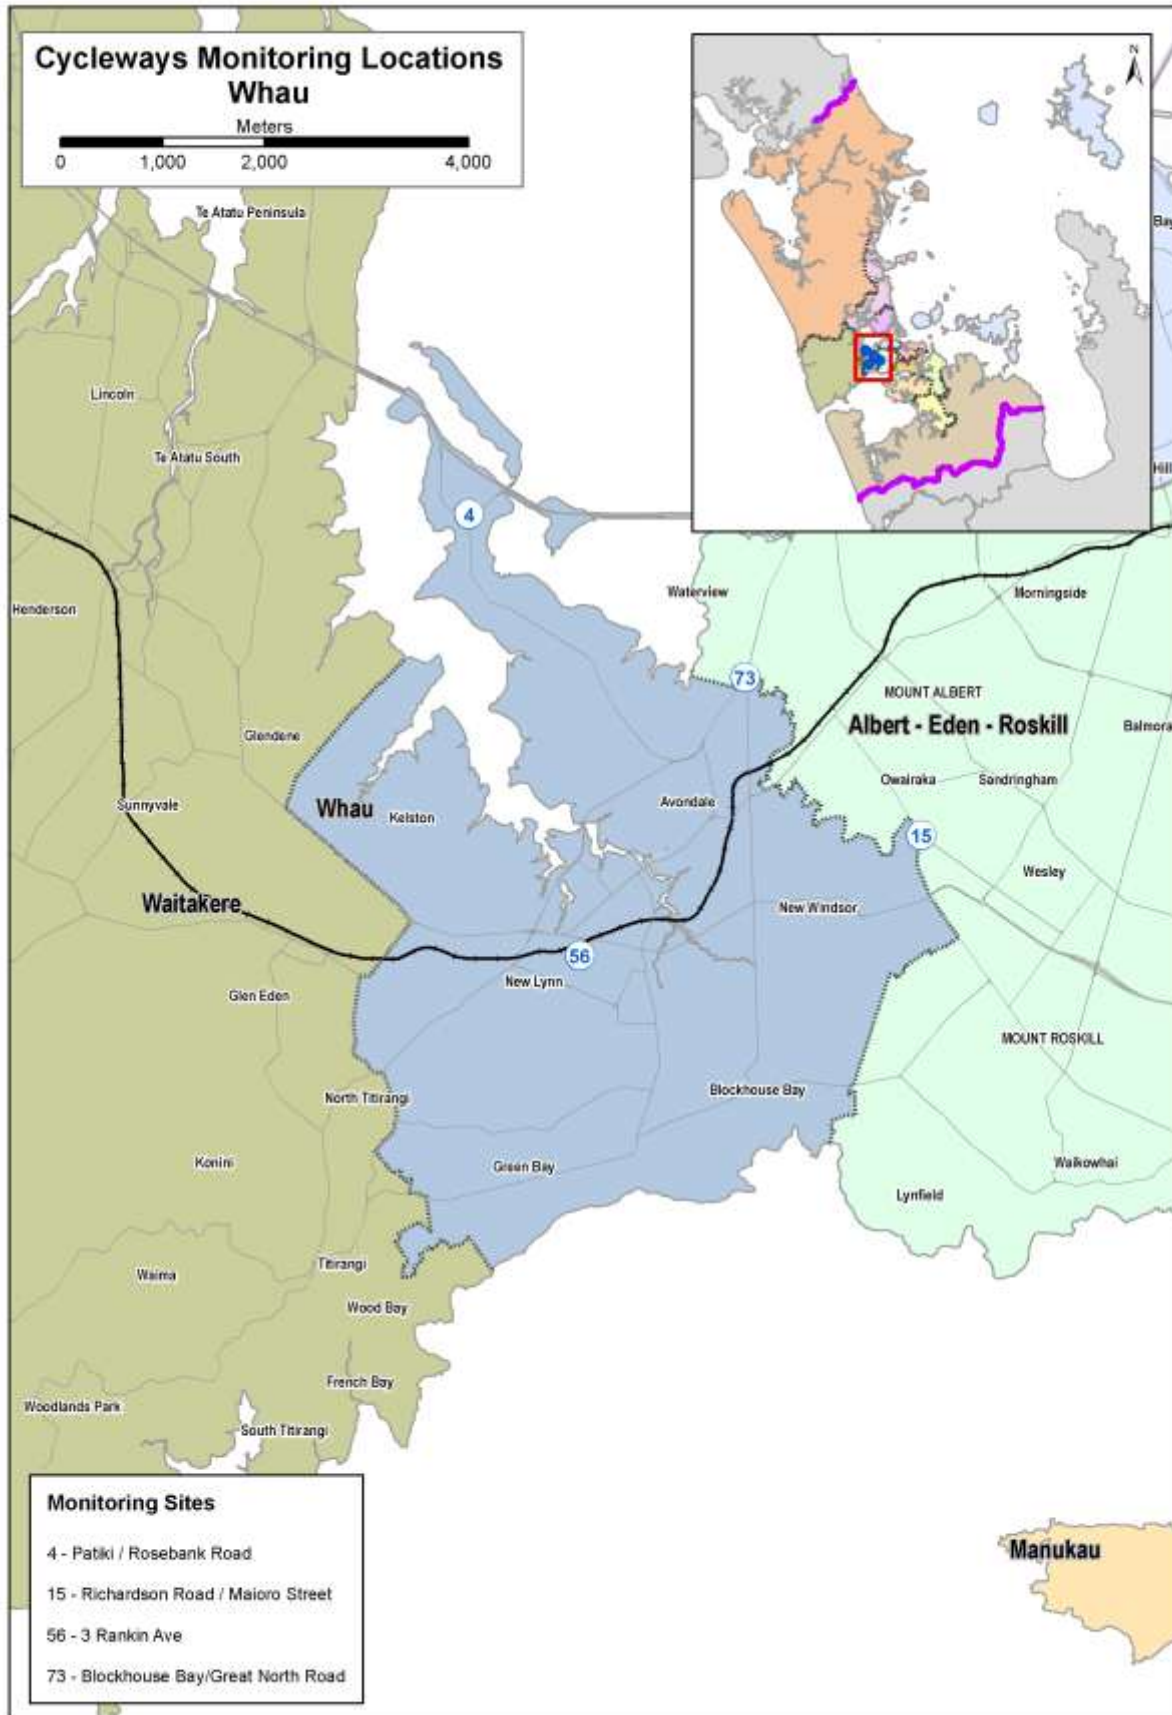 Cycleways Monitoring Locations
Whau
Meters
0 1,000 2,000 4,000
N
Te Atatu Peninsula
Bay
Lincoln
Te Atatu South
Hill
4
Henderson
Waterview
Morningside
73
MOUNT ALBERT
Albert - Eden - Roskill
Balmora
Glendene
Owairaka
Sandringham
Sunnyvale
Whau
Kelston
Avondale
15
Wesley
Waitakere
New Windsor
56
New Lynn
Glen Eden
MOUNT ROSKILL
North Titirangi
Blockhouse Bay
Konini
Green Bay
Waikowhai
Lynfield
Titirangi
Waima
Wood Bay
French Bay
Woodlands Park
South Titirangi
Monitoring Sites
4 - Patiki / Rosebank Road
15 - Richardson Road / Maioro Street
56 - 3 Rankin Ave
73 - Blockhouse Bay/Great North Road
Manukau